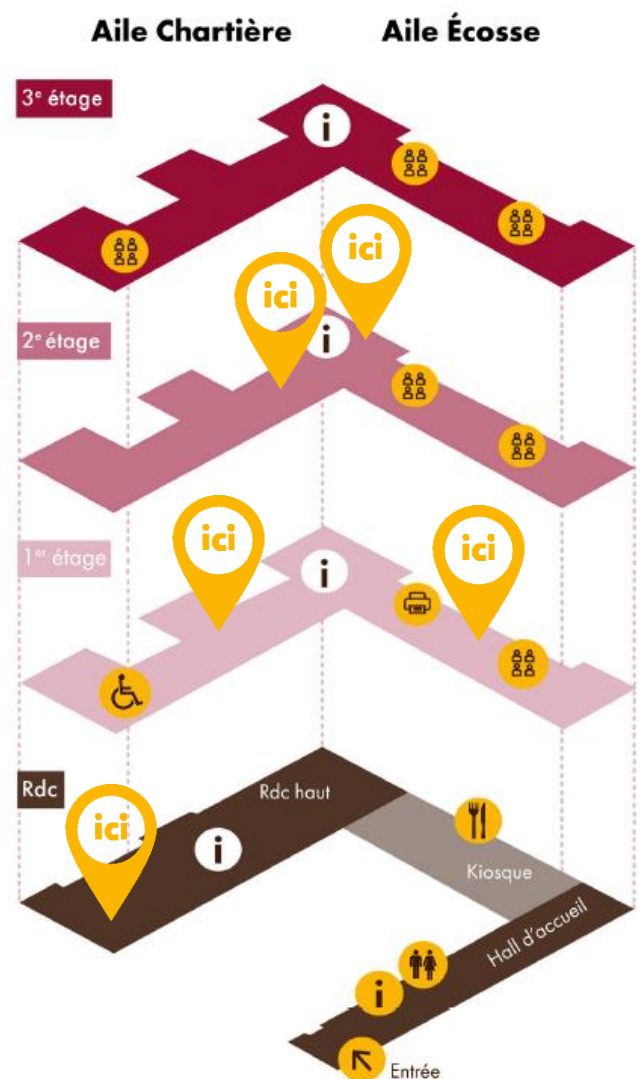 Aile Chartière Aile Écosse
3e étage
i
ici
ici
2e étage
i
ici
ici
1er étage
i
Rdc
Rdc haut
ici
i
Kiosque
Hall d'accueil
i
Entrée